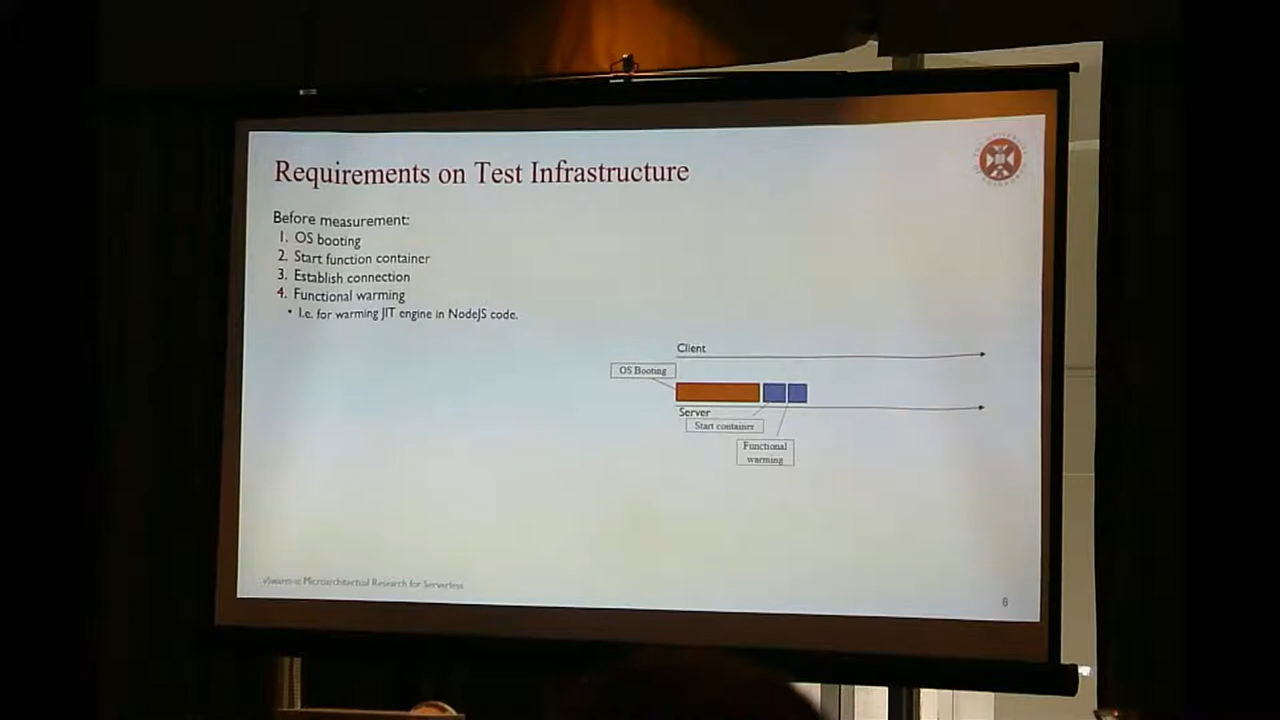 Requirements on Test Infrastructure
Before measurement:
1. OS booting
2. Start function container
3. Establish connection
4. Functional warming
• I.e. for warming JIT engine in NodeJS code.
Client
OS Booting
Server
Start container
Functional
warming
Microarchitectual Research for Serverless